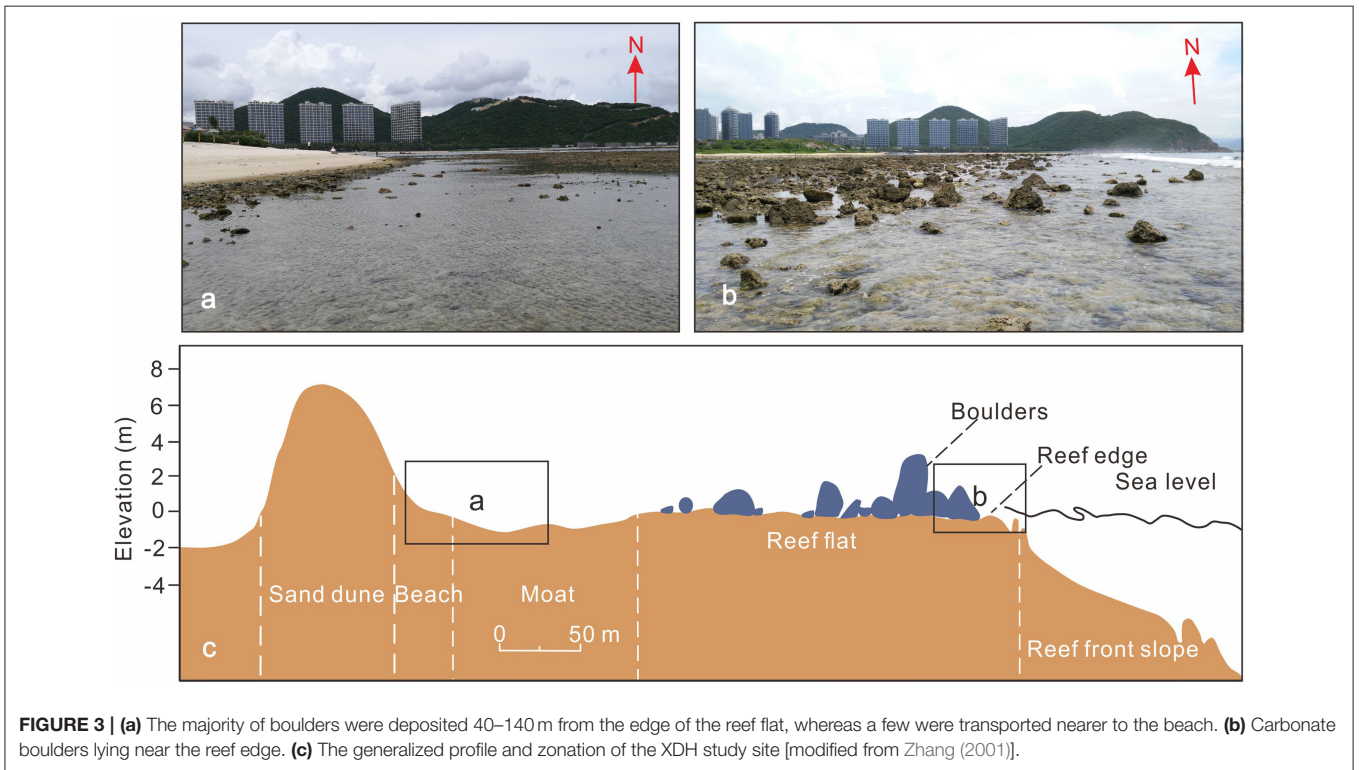 N
N
a
b
8
6
4
2
0
-2
-4
Elevation (m)
Boulders
Reef edge
Sea level
a
b
Reef flat
Sand dune
Beach
Moat
0 50 m
Reef front slope
c
FIGURE 3 | (a) The majority of boulders were deposited 40–140 m from the edge of the reef flat, whereas a few were transported nearer to the beach. (b) Carbonate
boulders lying near the reef edge. (c) The generalized profile and zonation of the XDH study site [modified from Zhang (2001)].